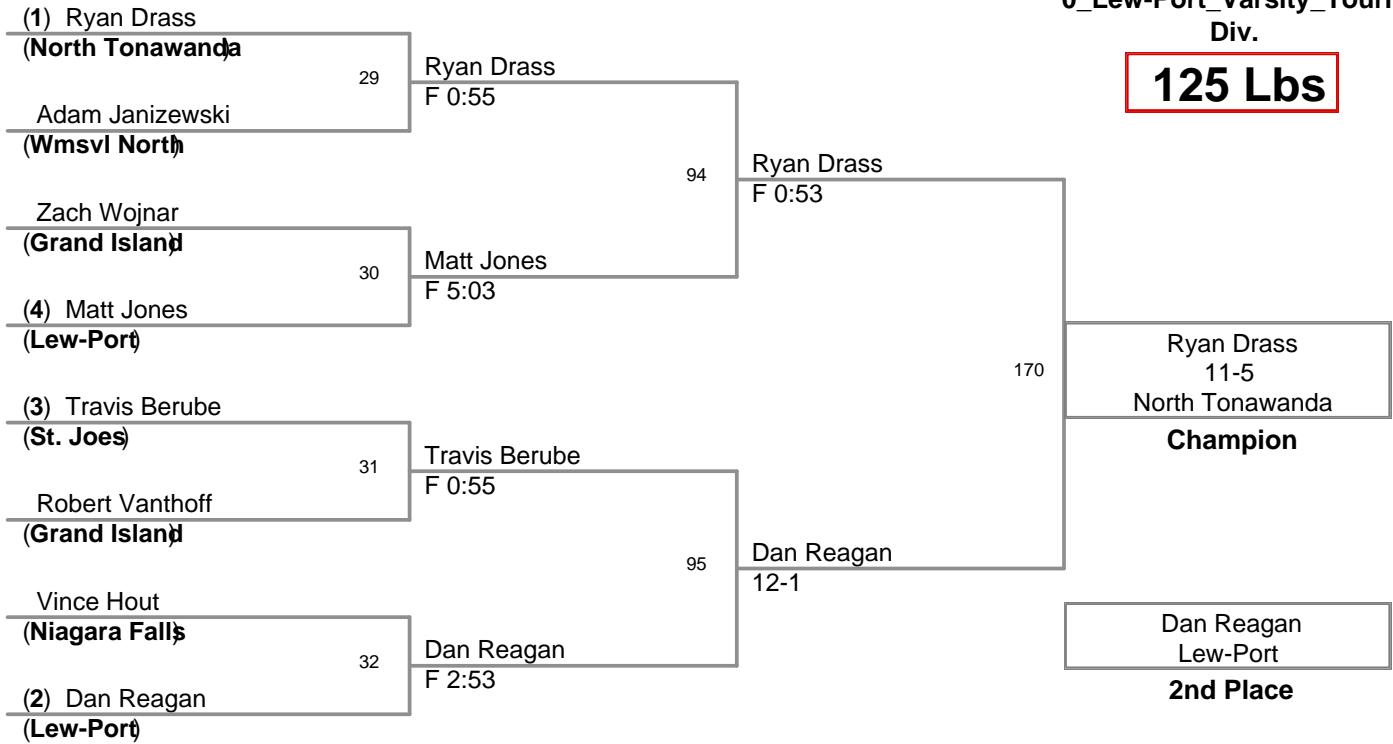 0_Lew-Port_Varsity_Tour
Div.
125 Lbs
(1) Ryan Drass
(North Tonawanda)
29
Adam Janizewski
(Wmsvl North)
Ryan Drass
F 0:55
Zach Wojnar
(Grand Island)
30
(4) Matt Jones
(Lew-Port)
Matt Jones
F 5:03
94
Ryan Drass
F 0:53
(3) Travis Berube
(St. Joes)
31
Robert Vanthoff
(Grand Island)
Travis Berube
F 0:55
Vince Hout
(Niagara Falls)
32
(2) Dan Reagan
(Lew-Port)
Dan Reagan
F 2:53
95
Dan Reagan
12-1
170
Ryan Drass
11-5
North Tonawanda
Champion
Dan Reagan
Lew-Port
2nd Place